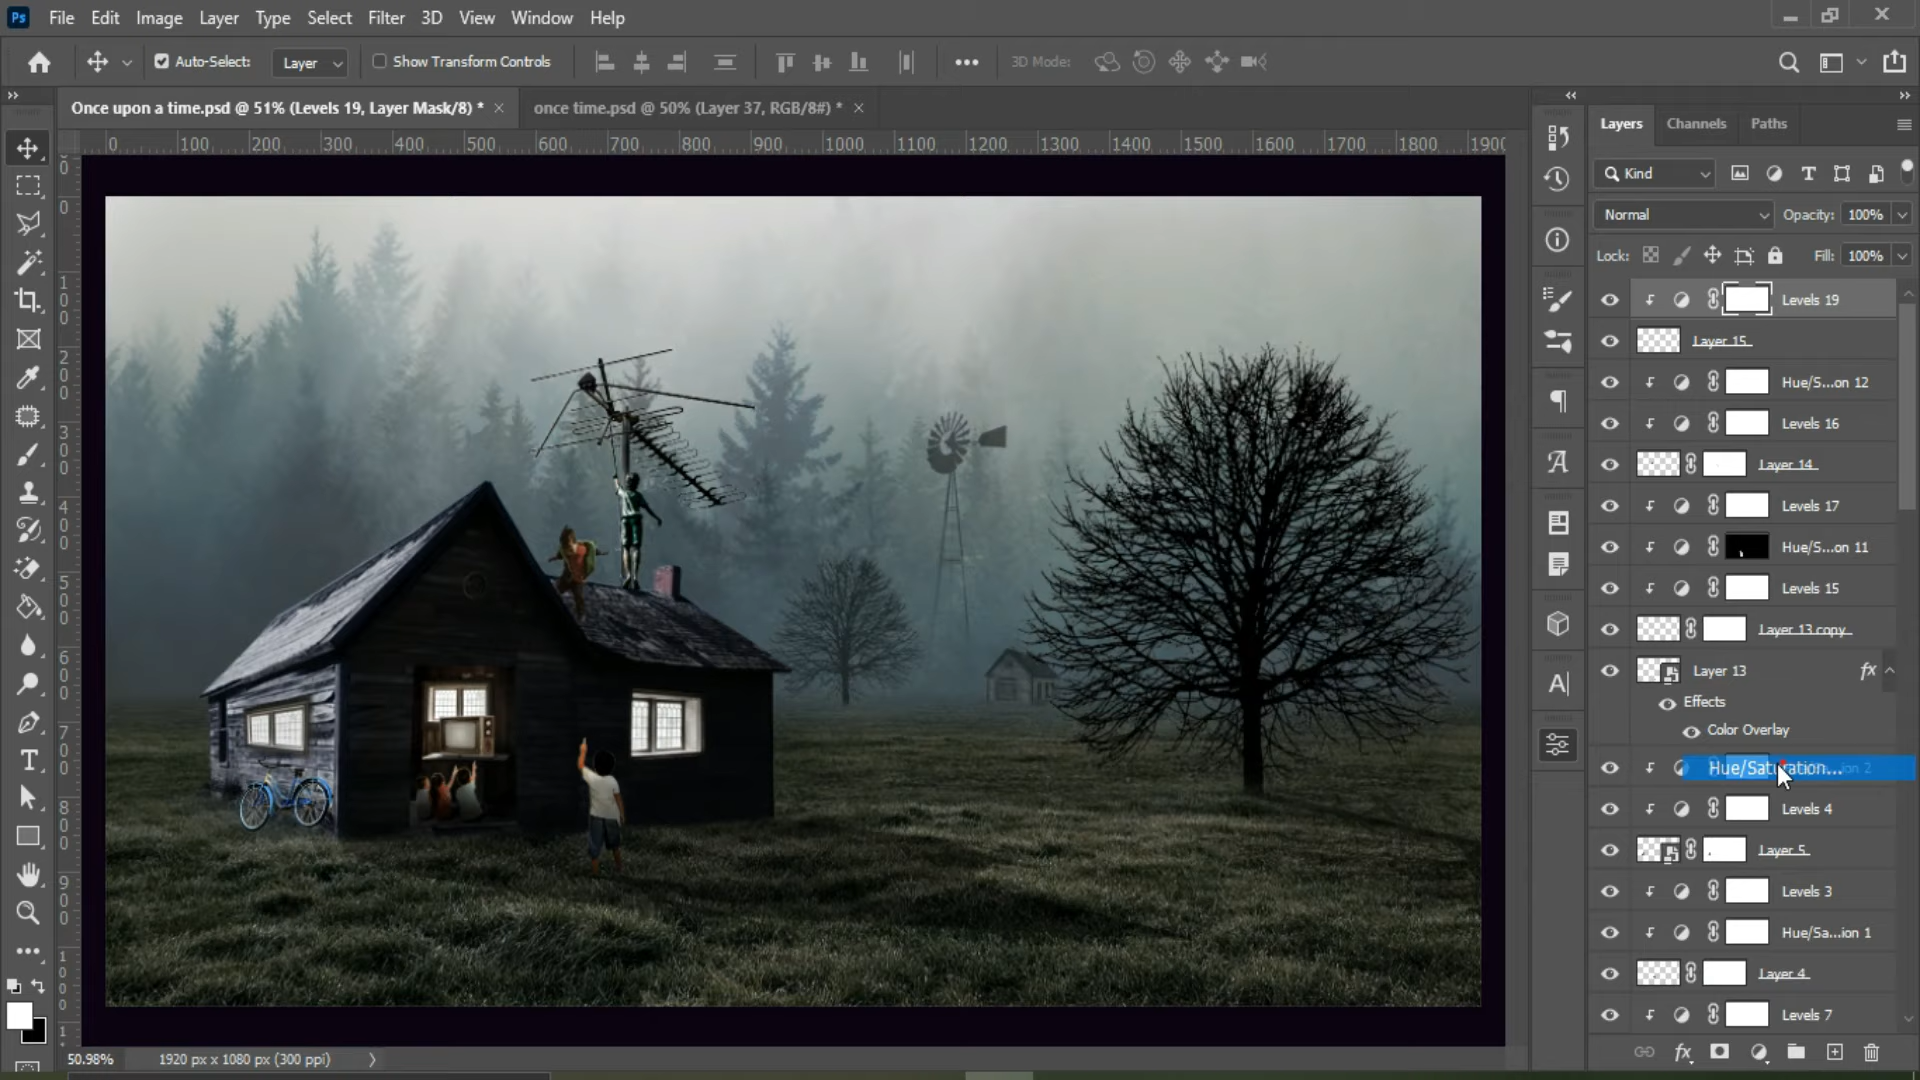 Ps File Edit Image Layer Type Select Filter 3D View Window Help
Auto-Select: Layer Show Transform Controls 3D Mode:
Once upon a time.psd @ 51% (Levels 19, Layer Mask/8) * once time.psd @ 50% (Layer 37, RGB/8#) *
0 100 200 300 400 500 600 700 800 900 1000 1100 1200 1300 1400 1500 1600 1700 1800 1900
Layers Channels Paths
Kind
Normal Opacity: 100%
Lock: Fill: 100%
Levels 19
Layer 15
Hue/S...on 12
Levels 16
Layer 14
Levels 17
Hue/S...on 11
Levels 15
Layer 13 copy
Layer 13 fx
Effects
Color Overlay
Hue/Saturation...
Levels 4
Layer 5
Levels 3
Hue/Sa...ion 1
Layer 4
Levels 7
50.98% 1920 px x 1080 px (300 ppi)